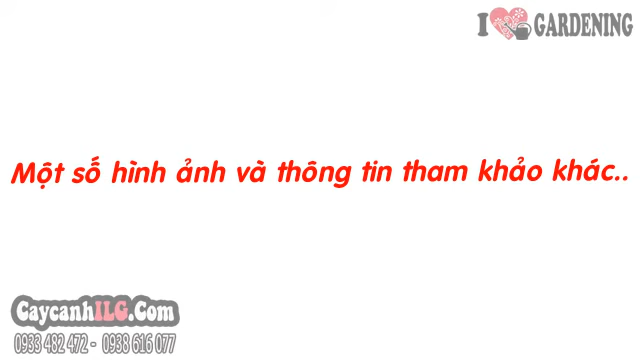 I GARDENING
Một số hình ảnh và thông tin tham khảo khác..
CaycanhILG.Com
0933 482 472 - 0938 616 077